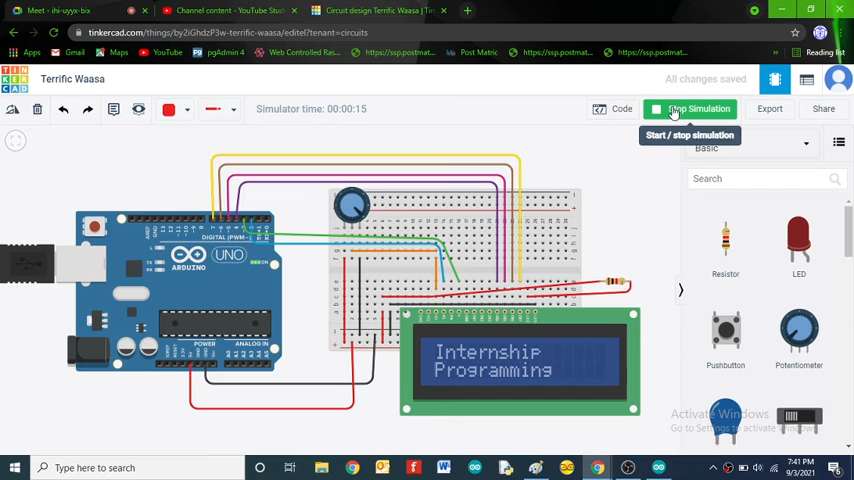 Meet - ihi-uyyx-bix
Channel content - YouTube Studi
Circuit design Terrific Waasa | Tin
tinkercad.com/things/by2iGhdzP3w-terrific-waasa/editel?tenant=circuits
Apps
Gmail
Maps
YouTube
pgAdmin 4
Web Controlled Ras...
https://ssp.postmat...
Post Matric
https://ssp.postmat...
https://ssp.postmat...
Reading list
TIN
KER
CAD
Terrific Waasa
All changes saved
Simulator time: 00:00:15
Code
Stop Simulation
Export
Share
Start / stop simulation
Basic
Search
DIGITAL (PWM~)
ARDUINO
UNO
POWER
ANALOG IN
Internship
Programming
Resistor
LED
Pushbutton
Potentiometer
Activate Windows
Go to Settings to activate Windows.
Type here to search
7:41 PM
9/3/2021